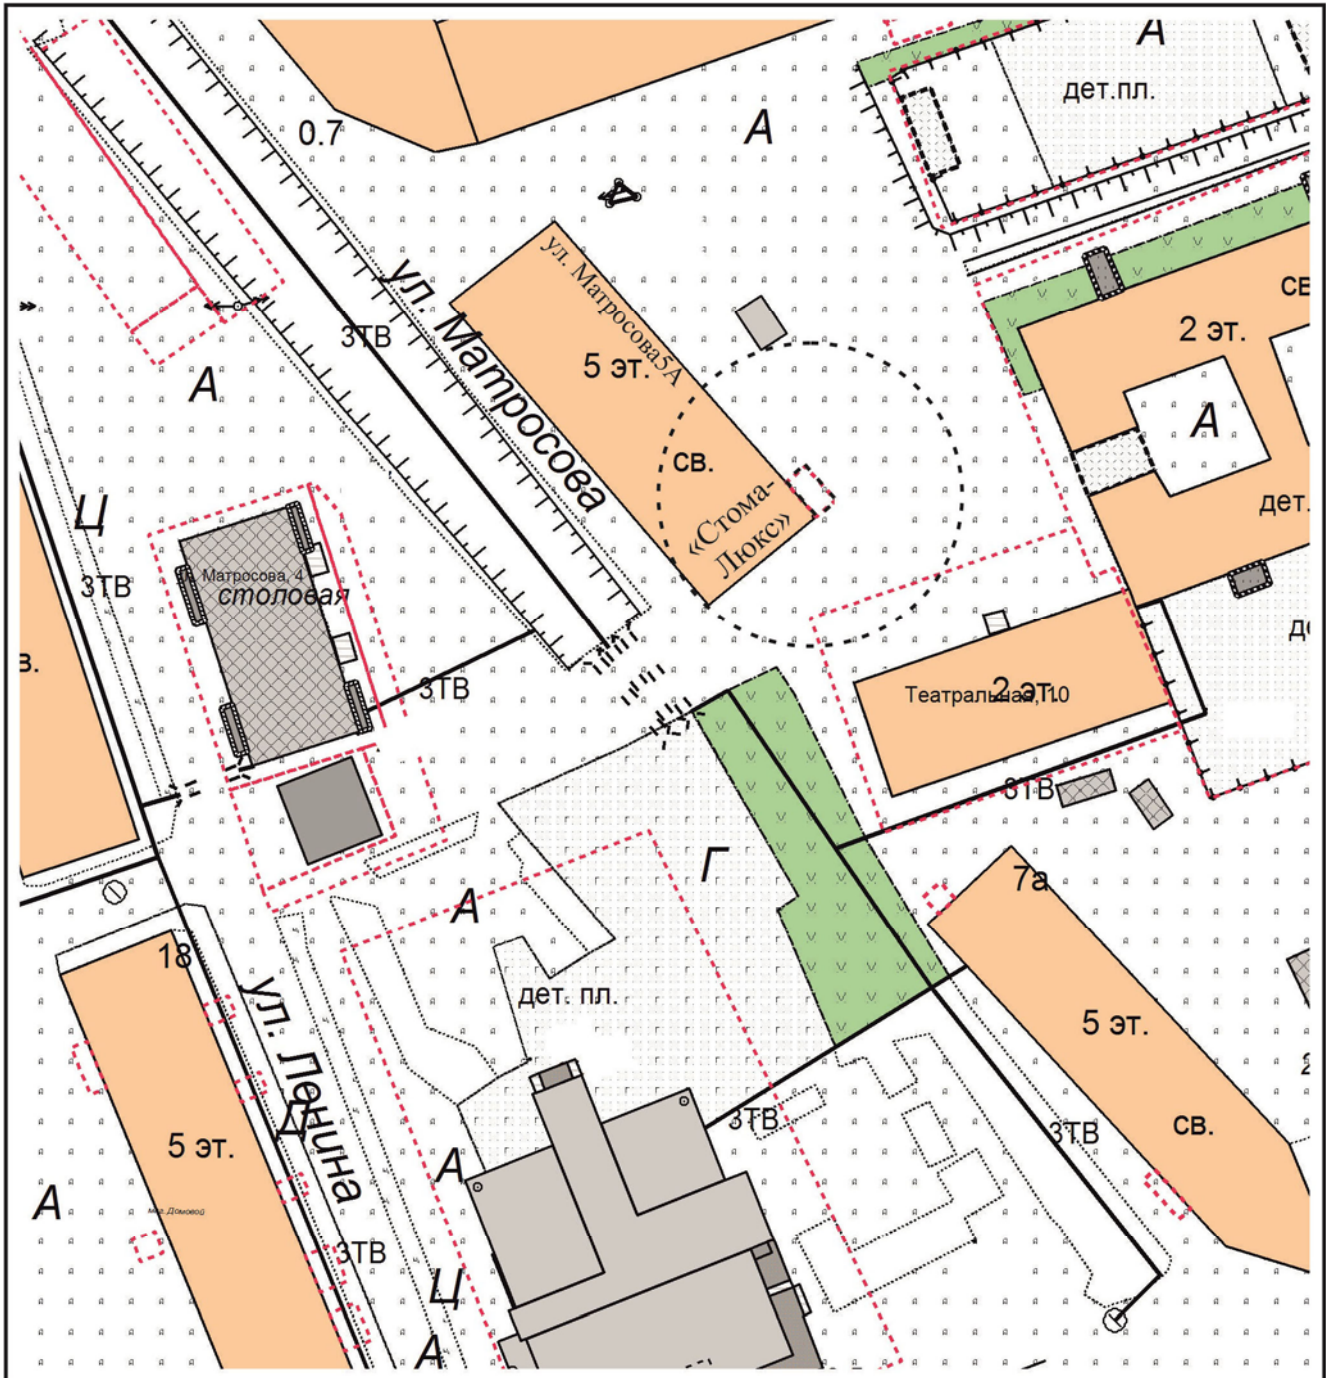 А
дет.пл.
0.7
А
ул. Матросова
ул. Матросова5А
5 эт.
3ТВ
А
св.
«Стома-
Люкс»
св
2 эт.
А
дет.
Ц
3ТВ
Матросова, 4
столовая
в.
3ТВ
2 эт.
Театральная, 10
3ТВ
Г
А
7а
18
ул. Ленина
дет. пл.
5 эт.
Д
5 эт.
3ТВ
3ТВ
св.
А
А
маг. Домовой
3ТВ
Ц
А